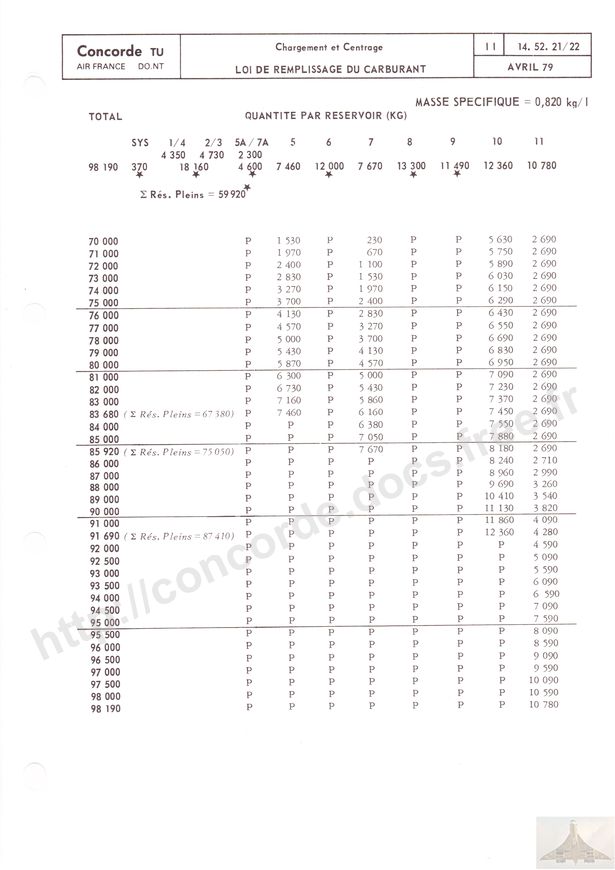 Concorde TU
AIR FRANCE DO.NT
Chargement et Centrage
LOI DE REMPLISSAGE DU CARBURANT
11 14. 52. 21/22
AVRIL 79
MASSE SPECIFIQUE = 0,820 kg/l
TOTAL QUANTITE PAR RESERVOIR (KG)
SYS 1/4 2/3 5A/7A 5 6 7 8 9 10 11
4 350 4 730 2 300
98 190 370 18 160 4 600 7 460 12 000 7 670 13 300 11 490 12 360 10 780
★ ★ ★ ★ ★ ★
Σ Rés. Pleins = 59 920★
70 000 P 1 530 P 230 P P 5 630 2 690
71 000 P 1 970 P 670 P P 5 750 2 690
72 000 P 2 400 P 1 100 P P 5 890 2 690
73 000 P 2 830 P 1 530 P P 6 030 2 690
74 000 P 3 270 P 1 970 P P 6 150 2 690
75 000 P 3 700 P 2 400 P P 6 290 2 690
76 000 P 4 130 P 2 830 P P 6 430 2 690
77 000 P 4 570 P 3 270 P P 6 550 2 690
78 000 P 5 000 P 3 700 P P 6 690 2 690
79 000 P 5 430 P 4 130 P P 6 830 2 690
80 000 P 5 870 P 4 570 P P 6 950 2 690
81 000 P 6 300 P 5 000 P P 7 090 2 690
82 000 P 6 730 P 5 430 P P 7 230 2 690
83 000 P 7 160 P 5 860 P P 7 370 2 690
83 680 (Σ Rés. Pleins = 67 380) P 7 460 P 6 160 P P 7 450 2 690
84 000 P P P 6 380 P P 7 550 2 690
85 000 P P P 7 050 P P 7 880 2 690
85 920 (Σ Rés. Pleins = 75 050) P P P 7 670 P P 8 180 2 690
86 000 P P P P P P 8 240 2 710
87 000 P P P P P P 8 960 2 990
88 000 P P P P P P 9 690 3 260
89 000 P P P P P P 10 410 3 540
90 000 P P P P P P 11 130 3 820
91 000 P P P P P P 11 860 4 090
91 690 (Σ Rés. Pleins = 87 410) P P P P P P 12 360 4 280
92 000 P P P P P P P 4 590
92 500 P P P P P P P 5 090
93 000 P P P P P P P 5 590
93 500 P P P P P P P 6 090
94 000 P P P P P P P 6 590
94 500 P P P P P P P 7 090
95 000 P P P P P P P 7 590
95 500 P P P P P P P 8 090
96 000 P P P P P P P 8 590
96 500 P P P P P P P 9 090
97 000 P P P P P P P 9 590
97 500 P P P P P P P 10 090
98 000 P P P P P P P 10 590
98 190 P P P P P P P 10 780
http://concorde.docs.free.fr